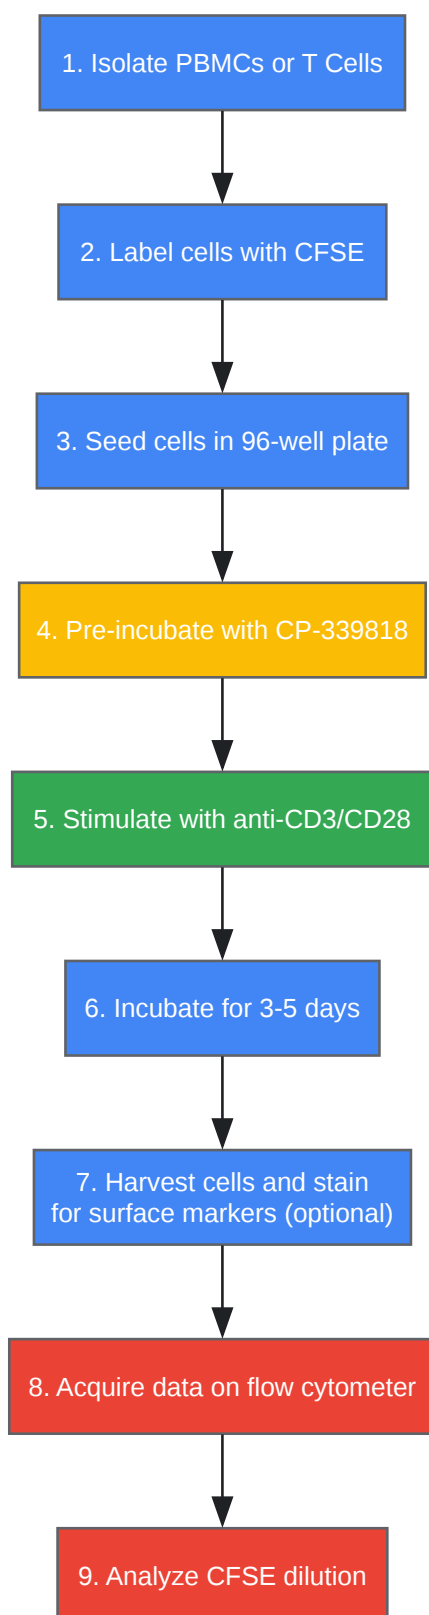 1. Isolate PBMCs or T Cells
2. Label cells with CFSE
3. Seed cells in 96-well plate
4. Pre-incubate with CP-339818
5. Stimulate with anti-CD3/CD28
6. Incubate for 3-5 days
7. Harvest cells and stain
for surface markers (optional)
8. Acquire data on flow cytometer
9. Analyze CFSE dilution